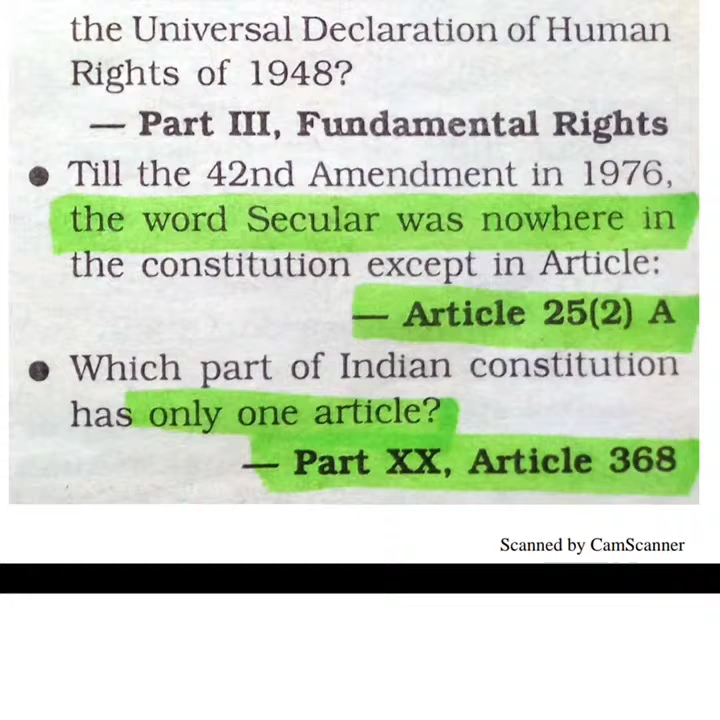 the Universal Declaration of Human
Rights of 1948?
— Part III, Fundamental Rights
● Till the 42nd Amendment in 1976,
the word Secular was nowhere in
the constitution except in Article:
— Article 25(2) A
● Which part of Indian constitution
has only one article?
— Part XX, Article 368
Scanned by CamScanner